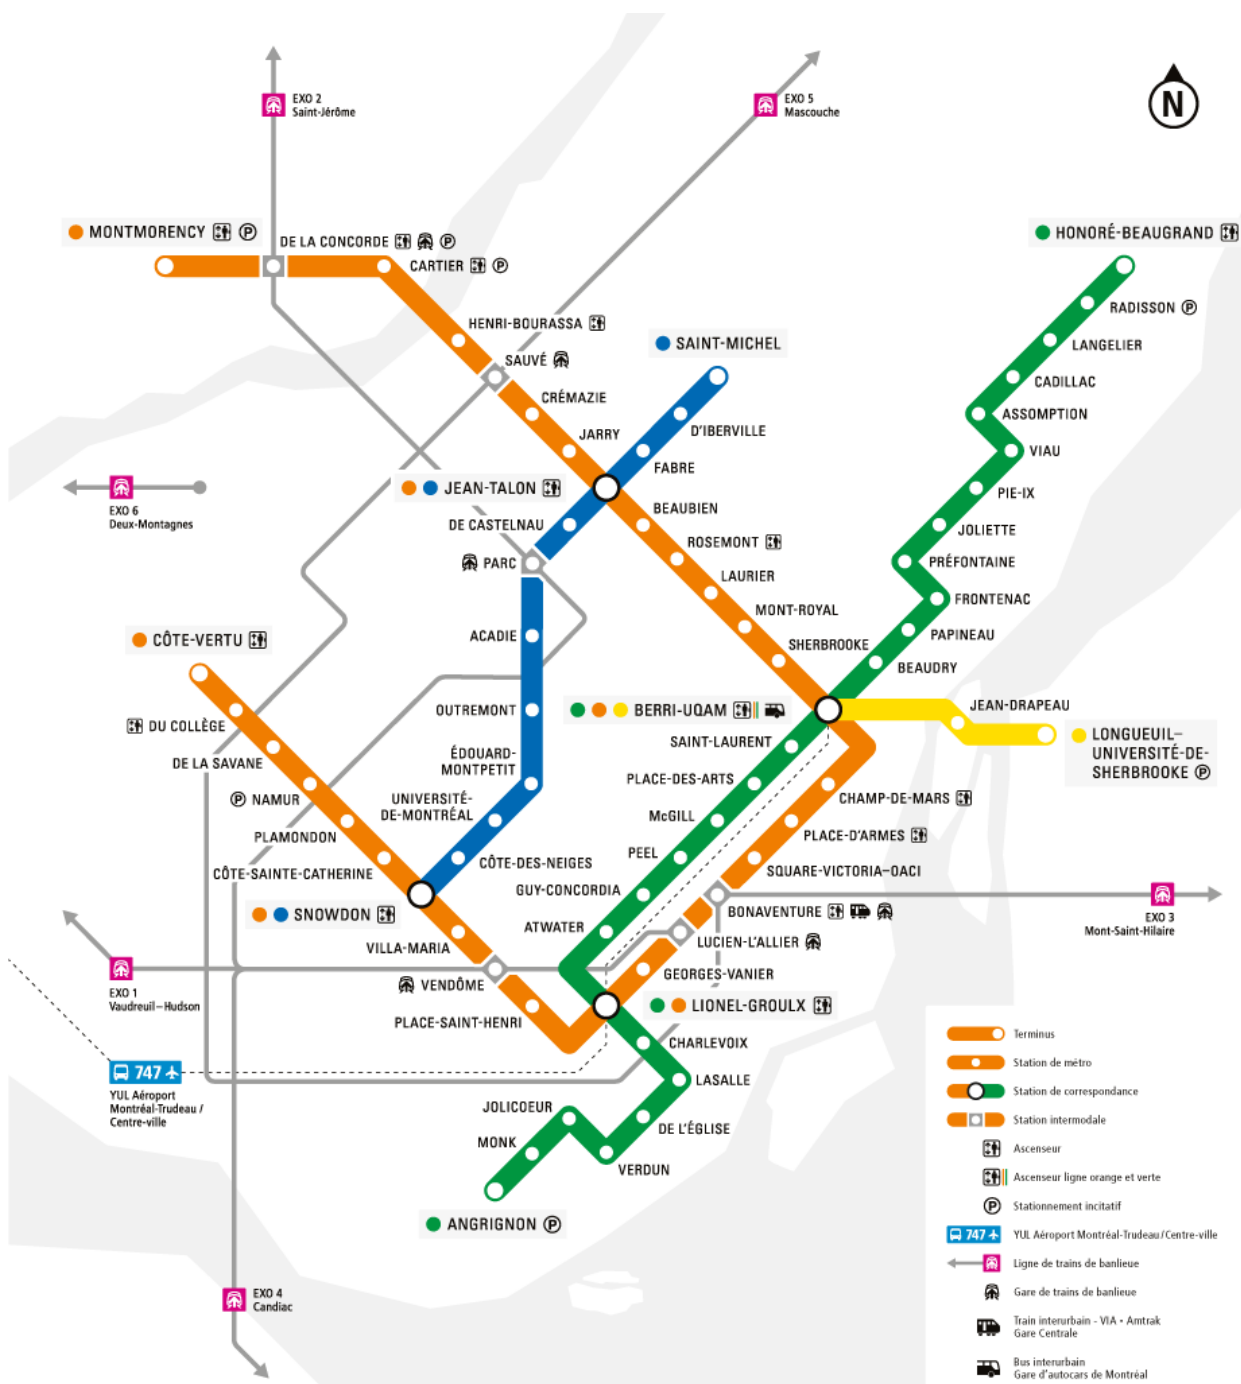 EXO 2
Saint-Jérôme
EXO 5
Mascouche
N
MONTMORENCY P
DE LA CONCORDE P
CARTIER P
HONORÉ-BEAUGRAND
RADISSON P
HENRI-BOURASSA
LANGELIER
SAINT-MICHEL
SAUVÉ
CADILLAC
CRÉMAZIE
ASSOMPTION
D'IBERVILLE
JARRY
VIAU
FABRE
JEAN-TALON
PIE-IX
EXO 6
Deux-Montagnes
BEAUBIEN
DE CASTELNAU
JOLIETTE
ROSEMONT
PARC
PRÉFONTAINE
LAURIER
FRONTENAC
MONT-ROYAL
CÔTE-VERTU
ACADIE
PAPINEAU
SHERBROOKE
BEAUDRY
OUTREMONT
BERRI-UQAM
JEAN-DRAPEAU
DU COLLÈGE
SAINT-LAURENT
LONGUEUIL–
UNIVERSITÉ-DE-
SHERBROOKE P
DE LA SAVANE
ÉDOUARD-
MONTPETIT
PLACE-DES-ARTS
P NAMUR
UNIVERSITÉ-
DE-MONTRÉAL
CHAMP-DE-MARS
McGILL
PLAMONDON
PLACE-D'ARMES
PEEL
CÔTE-DES-NEIGES
CÔTE-SAINTE-CATHERINE
SQUARE-VICTORIA–OACI
GUY-CONCORDIA
SNOWDON
BONAVENTURE
EXO 3
Mont-Saint-Hilaire
ATWATER
VILLA-MARIA
LUCIEN-L'ALLIER
GEORGES-VANIER
VENDÔME
EXO 1
Vaudreuil–Hudson
LIONEL-GROULX
PLACE-SAINT-HENRI
CHARLEVOIX
747
YUL Aéroport
Montréal-Trudeau /
Centre-ville
LASALLE
JOLICOEUR
DE L'ÉGLISE
MONK
VERDUN
ANGRIGNON P
EXO 4
Candiac
Terminus
Station de métro
Station de correspondance
Station intermodale
Ascenseur
Ascenseur ligne orange et verte
P Stationnement incitatif
747 YUL Aéroport Montréal-Trudeau/Centre-ville
Ligne de trains de banlieue
Gare de trains de banlieue
Train interurbain - VIA • Amtrak
Gare Centrale
Bus interurbain
Gare d'autocars de Montréal